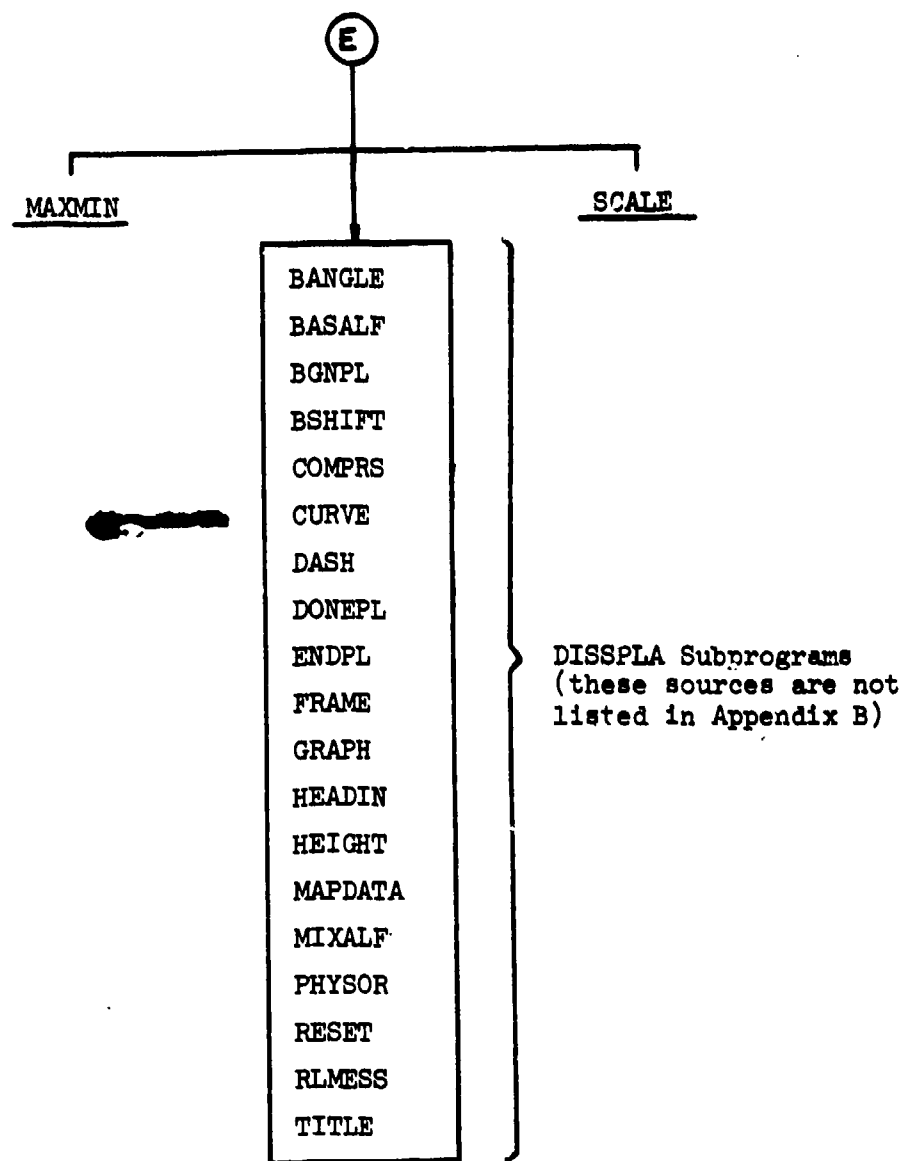 E
MAXMIN
SCALE
BANGLE
BASALF
BGNPL
BSHIFT
COMPRS
CURVE
DASH
DONEPL
ENDPL
FRAME
GRAPH
HEADIN
HEIGHT
MAPDATA
MIXALF
PHYSOR
RESET
RLMESS
TITLE
DISSPLA Subprograms
(these sources are not
listed in Appendix B)